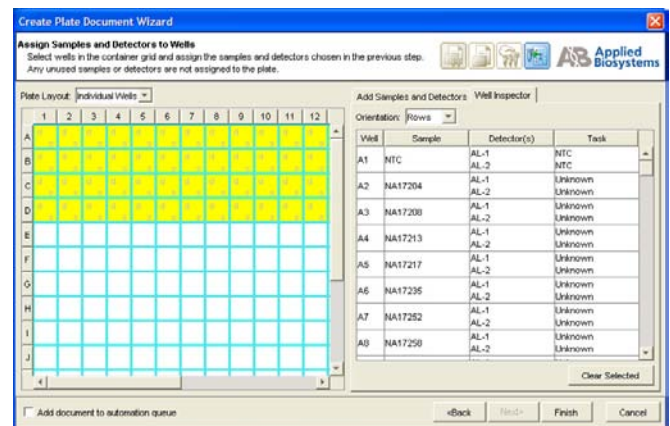 Create Plate Document Wizard
Assign Samples and Detectors to Wells
Select wells in the container grid and assign the samples and detectors chosen in the previous step.
Any unused samples or detectors are not assigned to the plate.
AB Applied Biosystems
Plate Layout: Individual Wells
1 2 3 4 5 6 7 8 9 10 11 12
A
B
C
D
E
F
G
H
I
J
Add Samples and Detectors Well Inspector
Orientation: Rows
Well Sample Detector(s) Task
A1 NTC AL-1 NTC
AL-2 NTC
A2 NA17204 AL-1 Unknown
AL-2 Unknown
A3 NA17208 AL-1 Unknown
AL-2 Unknown
A4 NA17213 AL-1 Unknown
AL-2 Unknown
A5 NA17217 AL-1 Unknown
AL-2 Unknown
A6 NA17235 AL-1 Unknown
AL-2 Unknown
A7 NA17252 AL-1 Unknown
AL-2 Unknown
A8 NA17258 AL-1 Unknown
AL-2 Unknown
Clear Selected
Add document to automation queue
<Back Next> Finish Cancel